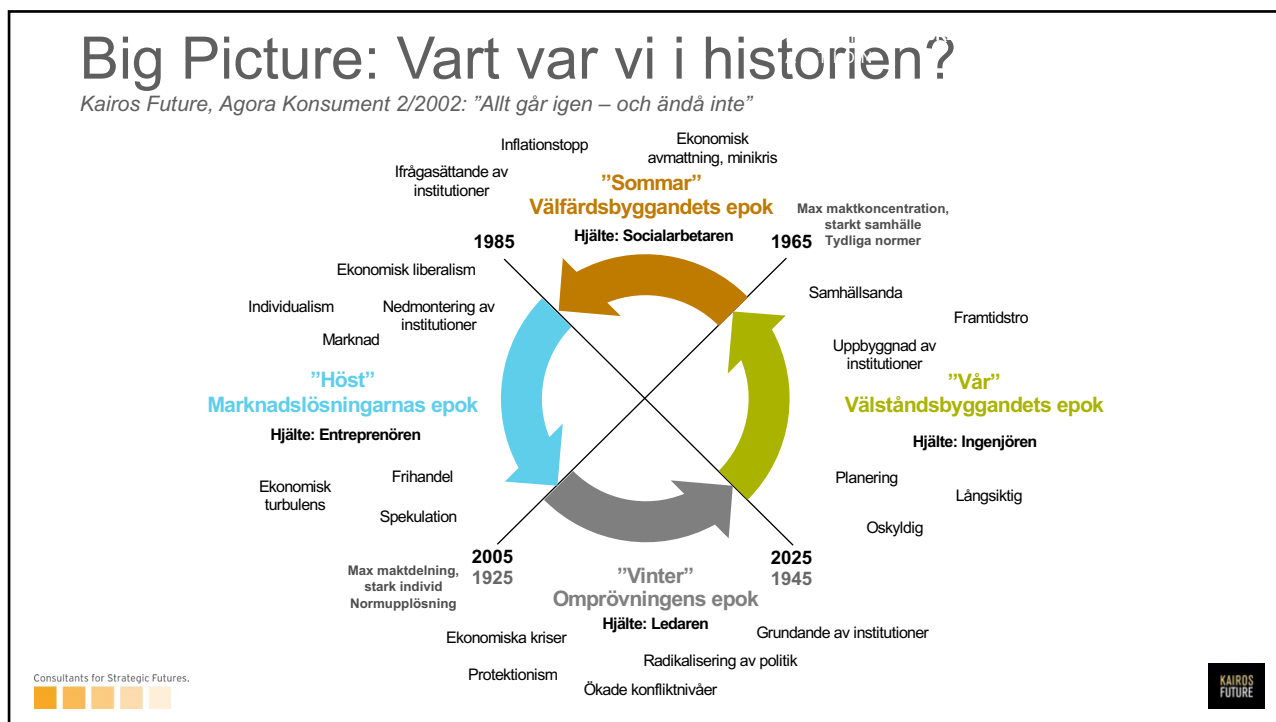 Big Picture: Vart var vi i historien?
Kairos Future, Agora Konsument 2/2002: ”Allt går igen – och ändå inte”
Inflationstopp
Ekonomisk
avmattning, minikris
Ifrågasättande av
institutioner
”Sommar”
Välfärdsbyggandets epok
Hjälte: Socialarbetaren
Max maktkoncentration,
starkt samhälle
Tydliga normer
1985
1965
Ekonomisk liberalism
Individualism
Nedmontering av
institutioner
Marknad
Samhällsanda
Framtidstro
Uppbyggnad av
institutioner
”Höst”
Marknadslösningarnas epok
Hjälte: Entreprenören
”Vår”
Välståndsbyggandets epok
Hjälte: Ingenjören
Ekonomisk
turbulens
Frihandel
Spekulation
Planering
Långsiktig
Oskyldig
2005
1925
Max maktdelning,
stark individ
Normupplösning
2025
1945
”Vinter”
Omprövningens epok
Hjälte: Ledaren
Ekonomiska kriser
Protektionism
Ökade konfliktnivåer
Radikalisering av politik
Grundande av institutioner
Consultants for Strategic Futures.
KAIROS
FUTURE